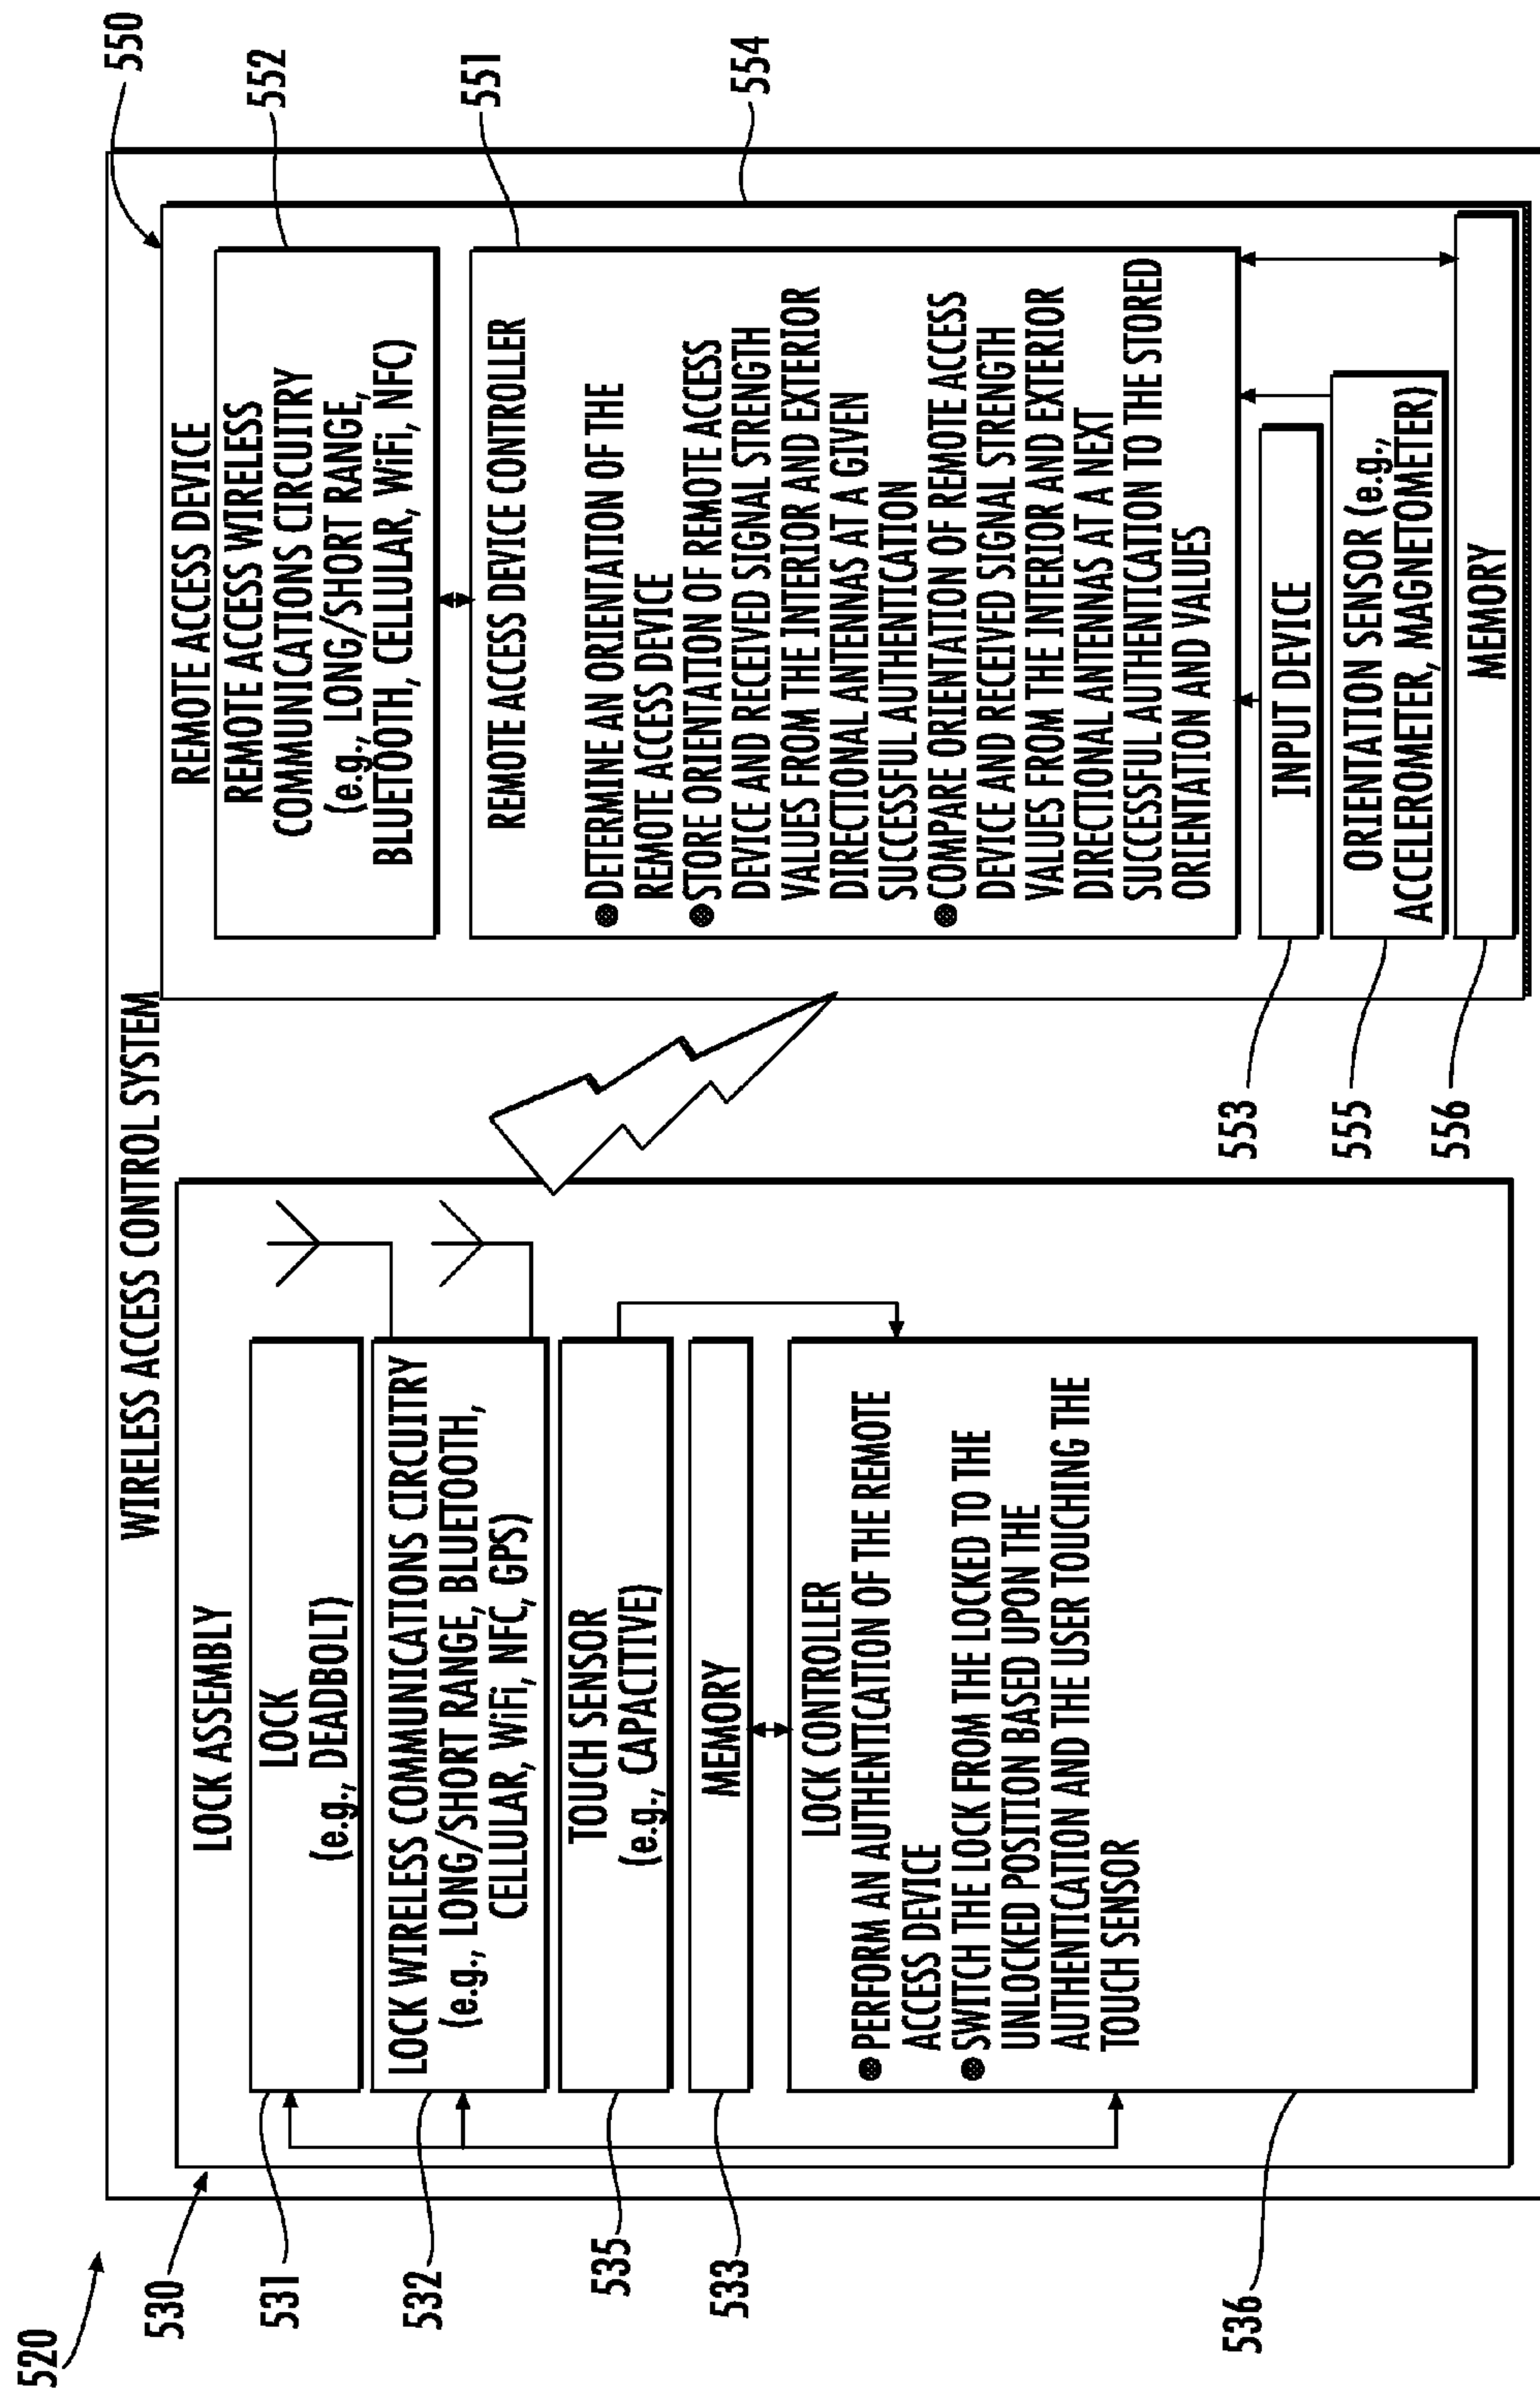 WIRELESS ACCESS CONTROL SYSTEM
520
530
LOCK ASSEMBLY
531
LOCK
(e.g., DEADBOLT)
532
LOCK WIRELESS COMMUNICATIONS CIRCUITRY
(e.g., LONG/SHORT RANGE, BLUETOOTH,
CELLULAR, WiFi, NFC, GPS)
535
TOUCH SENSOR
(e.g., CAPACITIVE)
533
MEMORY
536
LOCK CONTROLLER
● PERFORM AN AUTHENTICATION OF THE REMOTE
ACCESS DEVICE
● SWITCH THE LOCK FROM THE LOCKED TO THE
UNLOCKED POSITION BASED UPON THE
AUTHENTICATION AND THE USER TOUCHING THE
TOUCH SENSOR
550
REMOTE ACCESS DEVICE
552
REMOTE ACCESS WIRELESS
COMMUNICATIONS CIRCUITRY
(e.g., LONG/SHORT RANGE,
BLUETOOTH, CELLULAR, WiFi, NFC)
551
REMOTE ACCESS DEVICE CONTROLLER
● DETERMINE AN ORIENTATION OF THE
REMOTE ACCESS DEVICE
● STORE ORIENTATION OF REMOTE ACCESS
DEVICE AND RECEIVED SIGNAL STRENGTH
VALUES FROM THE INTERIOR AND EXTERIOR
DIRECTIONAL ANTENNAS AT A GIVEN
SUCCESSFUL AUTHENTICATION
● COMPARE ORIENTATION OF REMOTE ACCESS
DEVICE AND RECEIVED SIGNAL STRENGTH
VALUES FROM THE INTERIOR AND EXTERIOR
DIRECTIONAL ANTENNAS AT A NEXT
SUCCESSFUL AUTHENTICATION TO THE STORED
ORIENTATION AND VALUES
554
553
INPUT DEVICE
555
ORIENTATION SENSOR (e.g.,
ACCELEROMETER, MAGNETOMETER)
556
MEMORY